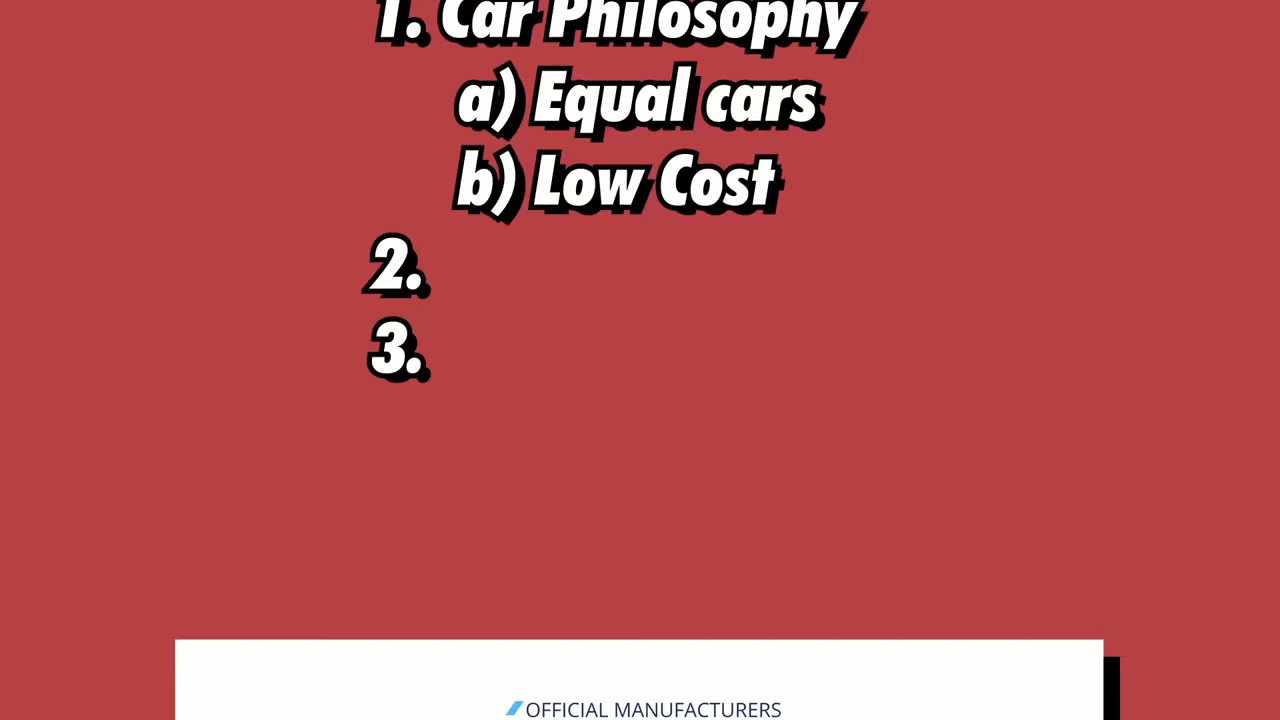 1. Car Philosophy
a) Equal cars
b) Low Cost
2.
3.
OFFICIAL MANUFACTURERS